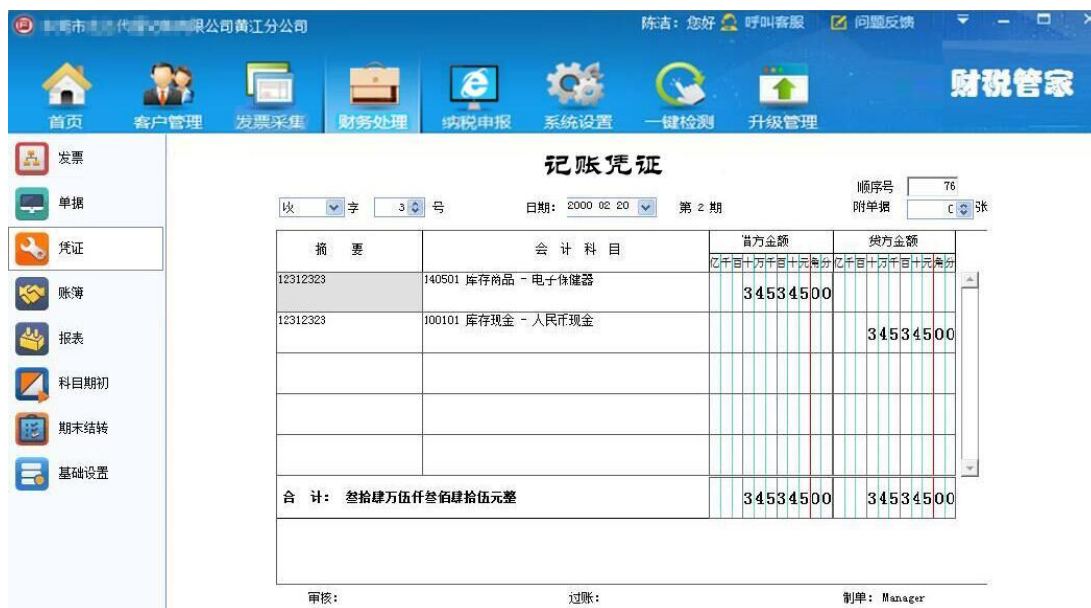 市 代 限公司黄江分公司 陈洁：您好 呼叫客服 问题反馈
首页 客户管理 发票采集 财务处理 纳税申报 系统设置 一键检测 升级管理 财税管家
发票
单据
凭证
账簿
报表
科目期初
期末结转
基础设置
记账凭证
顺序号 76
字 3 号 日期： 2000 02 20 第 2 期 附单据 张
摘 要 会 计 科 目 借方金额 贷方金额
亿千百十万千百十元角分 亿千百十万千百十元角分
12312323 140501 库存商品 - 电子保健器 34534500
12312323 100101 库存现金 - 人民币现金 34534500
合 计： 叁拾肆万伍仟叁佰肆拾伍元整 34534500 34534500
审核： 过账： 制单： Manager